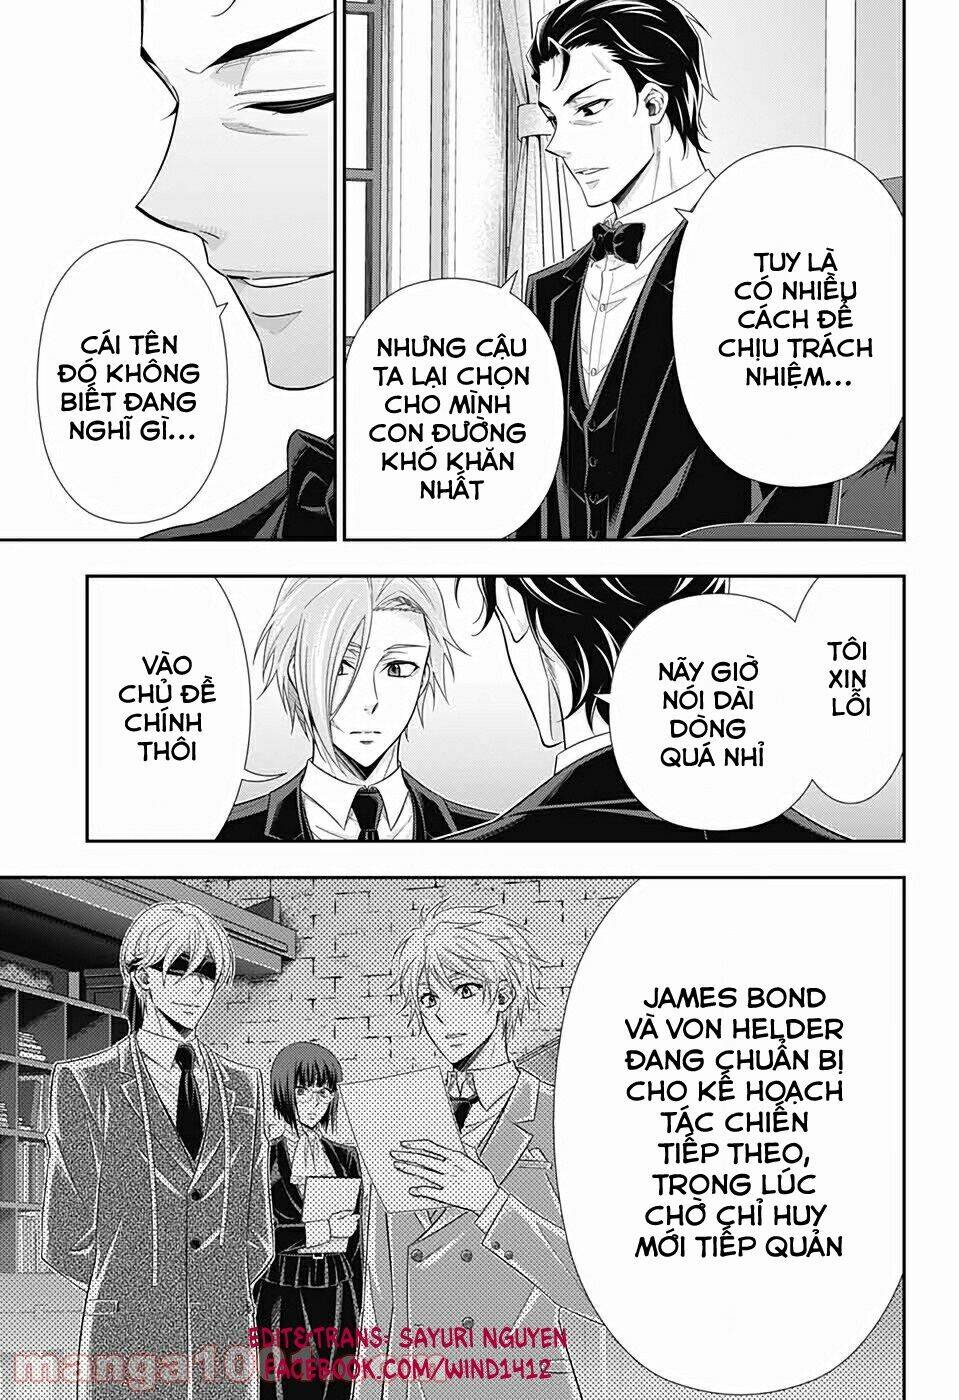 TUY LÀ
CÓ NHIỀU
CÁCH ĐỂ
CHỊU TRÁCH
NHIỆM...
NHƯNG CẬU
TA LẠI CHỌN
CHO MÌNH
CON ĐƯỜNG
KHÓ KHĂN
NHẤT
CÁI TÊN
ĐÓ KHÔNG
BIẾT ĐANG
NGHĨ GÌ...
TÔI
XIN
LỖI
NÃY GIỜ
NÓI DÀI
DÒNG
QUÁ NHỈ
VÀO
CHỦ ĐỀ
CHÍNH
THÔI
JAMES BOND
VÀ VON HELDER
ĐANG CHUẨN BỊ
CHO KẾ HOẠCH
TÁC CHIẾN
TIẾP THEO,
TRONG LÚC
CHỜ CHỈ HUY
MỚI TIẾP QUẢN
EDIT&TRANS: SAYURI NGUYEN
FACEBOOK.COM/WIND1412